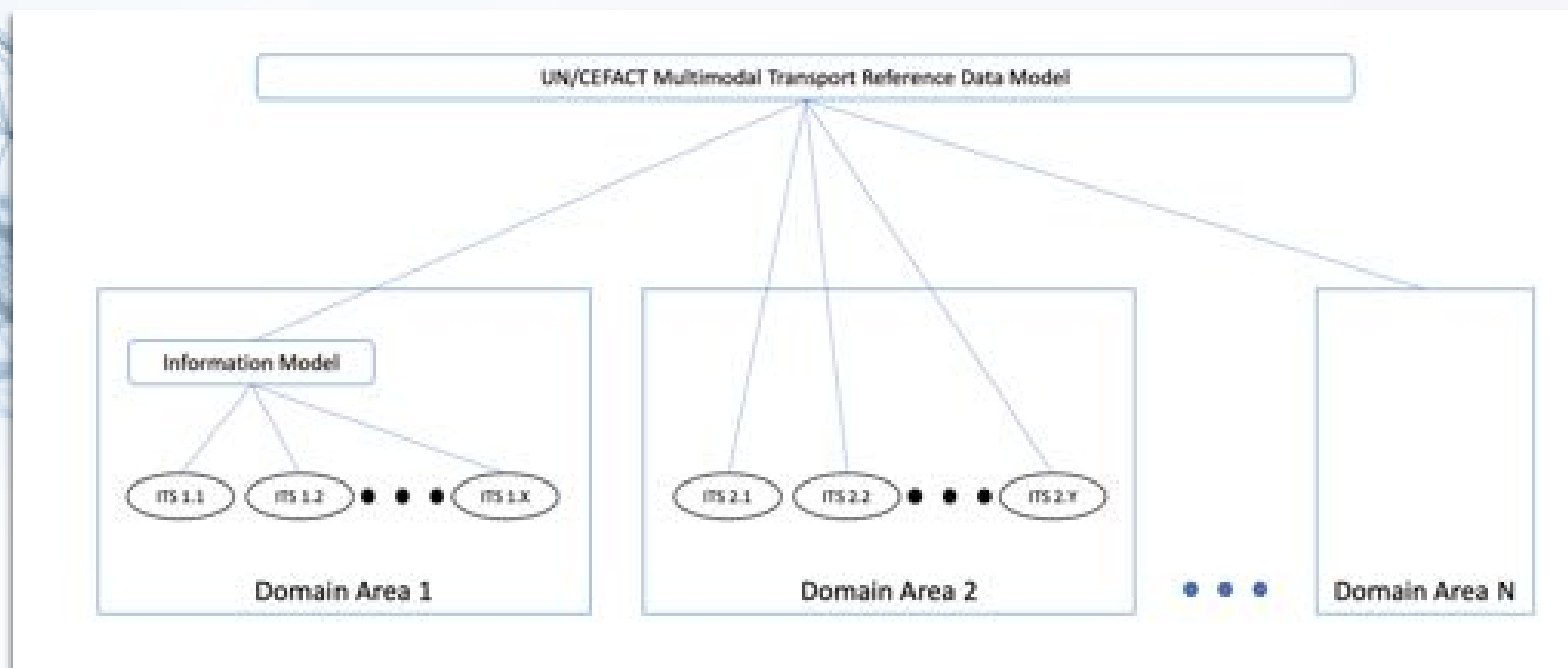 UN/CEFACT Multimodal Transport Reference Data Model
Information Model
ITS 1.1
ITS 1.2
ITS 1.X
Domain Area 1
ITS 2.1
ITS 2.2
ITS 2.Y
Domain Area 2
Domain Area N